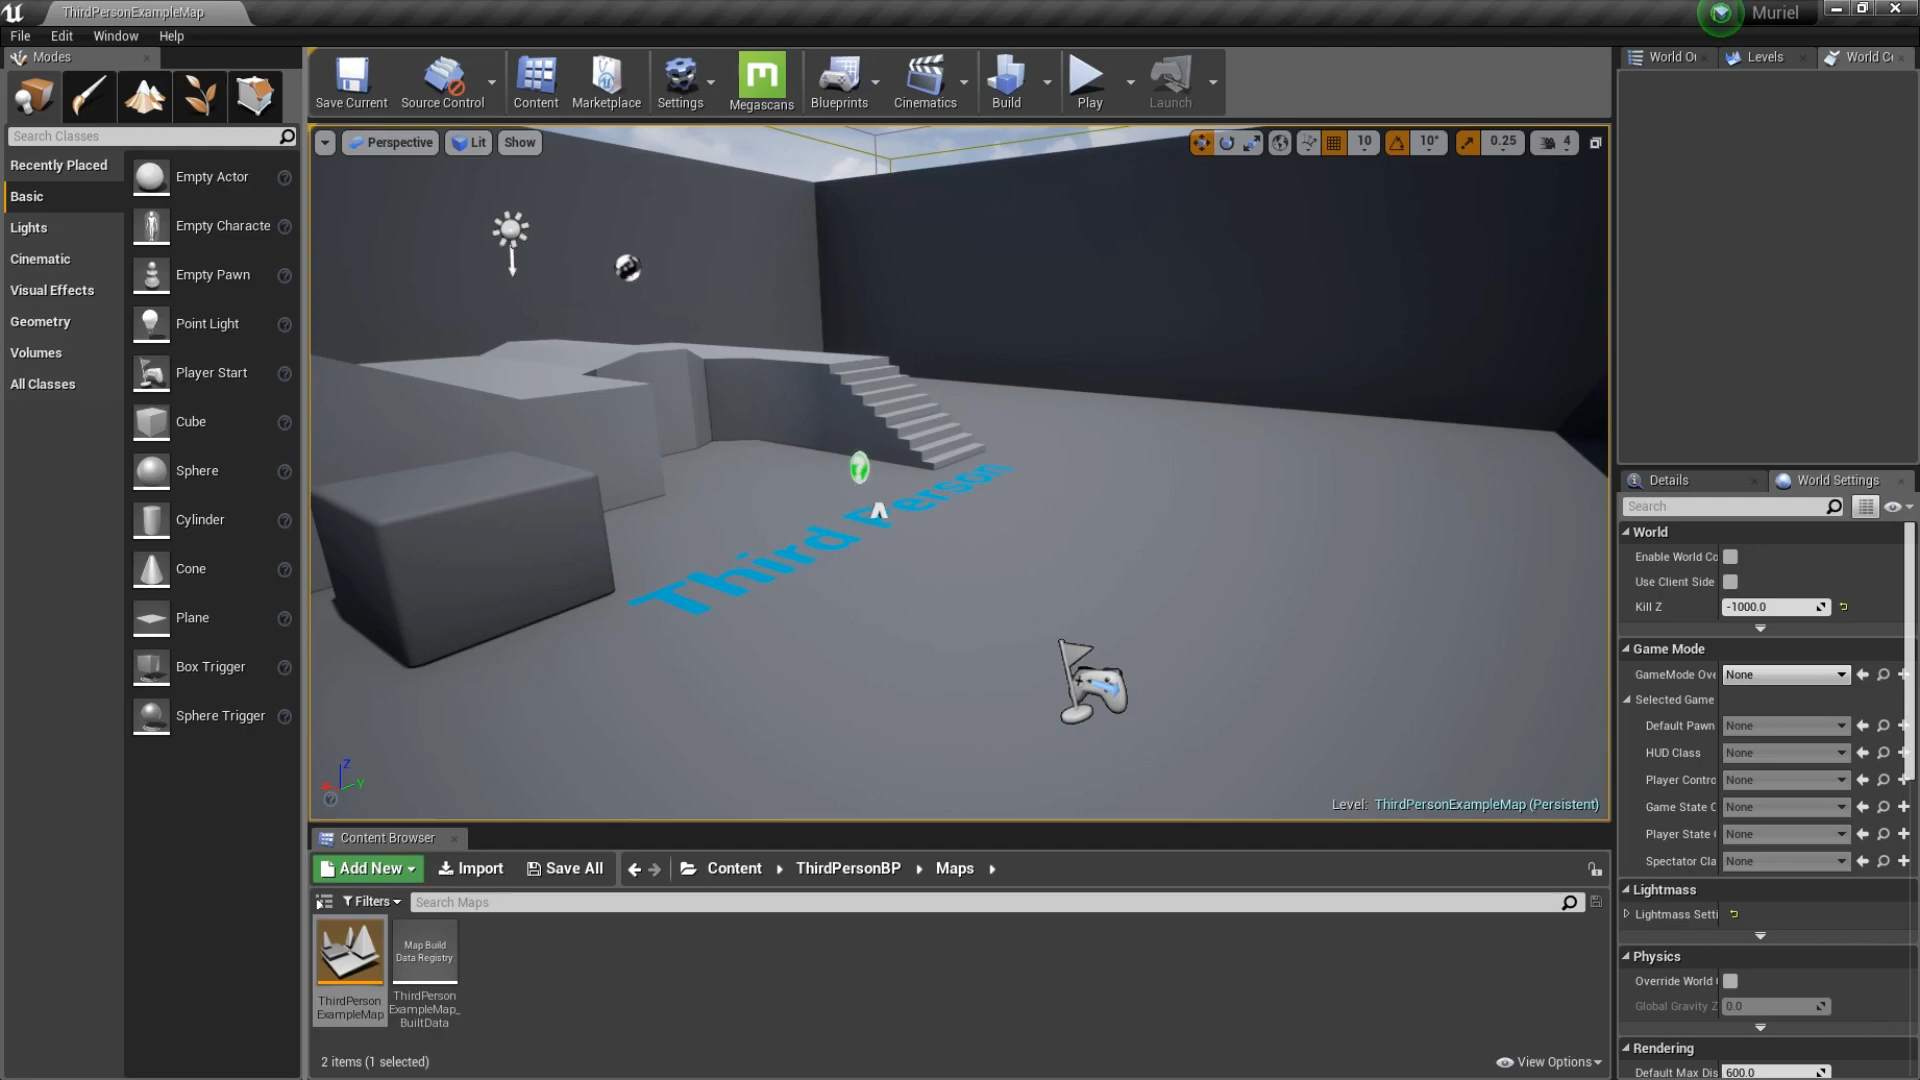 ThirdPersonExampleMap
Muriel
File Edit Window Help
Modes
World Ou
Levels
World Co
Save Current
Source Control
Content
Marketplace
Settings
Megascans
Blueprints
Cinematics
Build
Play
Launch
Search Classes
Perspective
Lit
Show
10
10°
0.25
4
Recently Placed
Basic
Lights
Cinematic
Visual Effects
Geometry
Volumes
All Classes
Empty Actor
Empty Characte
Empty Pawn
Point Light
Player Start
Cube
Sphere
Cylinder
Cone
Plane
Box Trigger
Sphere Trigger
Third Person
Z
Y
Level: ThirdPersonExampleMap (Persistent)
Content Browser
Add New
Import
Save All
Content
ThirdPersonBP
Maps
Filters
Search Maps
ThirdPerson
ExampleMap
Map Build
Data Registry
ThirdPerson
ExampleMap_
BuiltData
2 items (1 selected)
View Options
Details
World Settings
Search
World
Enable World Co
Use Client Side
Kill Z
-1000.0
Game Mode
GameMode Ove
None
Selected Game
Default Pawn
None
HUD Class
None
Player Contro
None
Game State C
None
Player State
None
Spectator Cla
None
Lightmass
Lightmass Setti
Physics
Override World
Global Gravity Z
0.0
Rendering
Default Max Dis
600.0